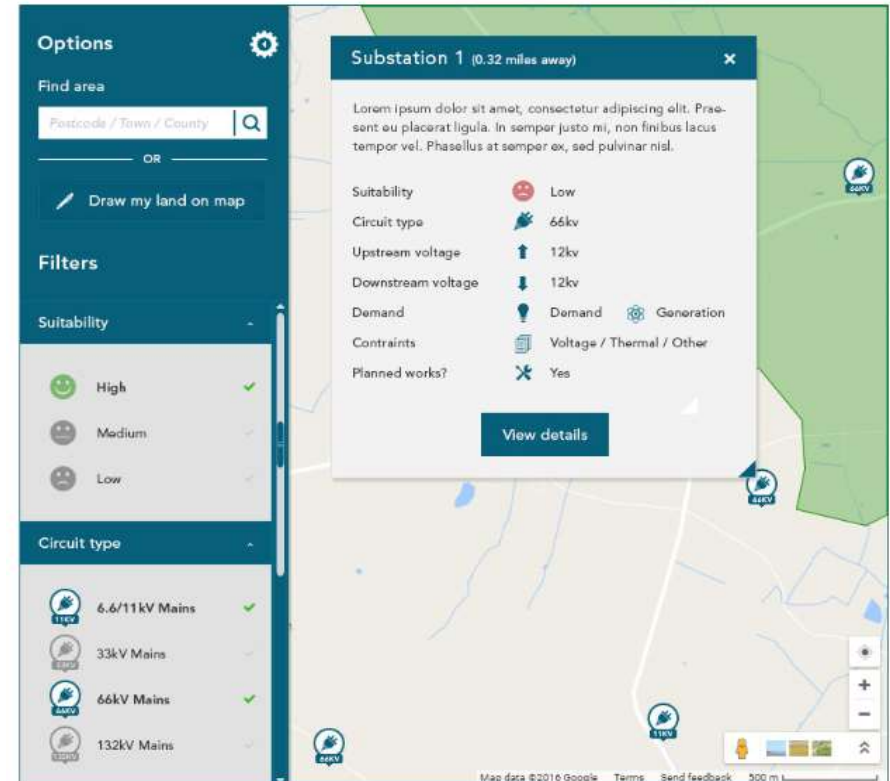 Options
Find area
Postcode / Town / County
OR
Draw my land on map
Filters
Suitability
High
Medium
Low
Circuit type
11KV
6.6/11kV Mains
33kV Mains
66KV
66kV Mains
132kV Mains
Substation 1 (0.32 miles away)
Lorem ipsum dolor sit amet, consectetur adipiscing elit. Prae-
sent eu placerat ligula. In semper justo mi, non finibus lacus
tempor vel. Phasellus at semper ex, sed pulvinar nisl.
Suitability Low
Circuit type 66kv
Upstream voltage 12kv
Downstream voltage 12kv
Demand Demand Generation
Contraints Voltage / Thermal / Other
Planned works? Yes
View details
66KV
66KV
11KV
66KV
Map data ©2016 Google Terms Send feedback 500 m